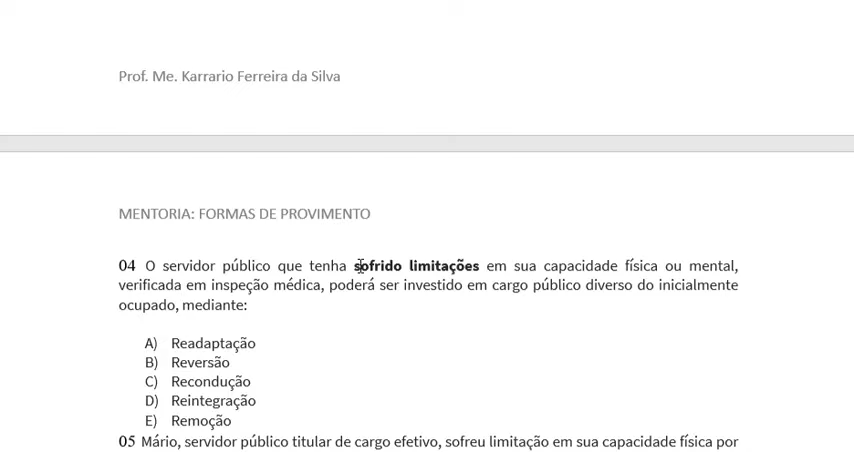 Prof. Me. Karrario Ferreira da Silva
MENTORIA: FORMAS DE PROVIMENTO
04 O servidor público que tenha sofrido limitações em sua capacidade física ou mental,
verificada em inspeção médica, poderá ser investido em cargo público diverso do inicialmente
ocupado, mediante:
A) Readaptação
B) Reversão
C) Recondução
D) Reintegração
E) Remoção
05 Mário, servidor público titular de cargo efetivo, sofreu limitação em sua capacidade física por